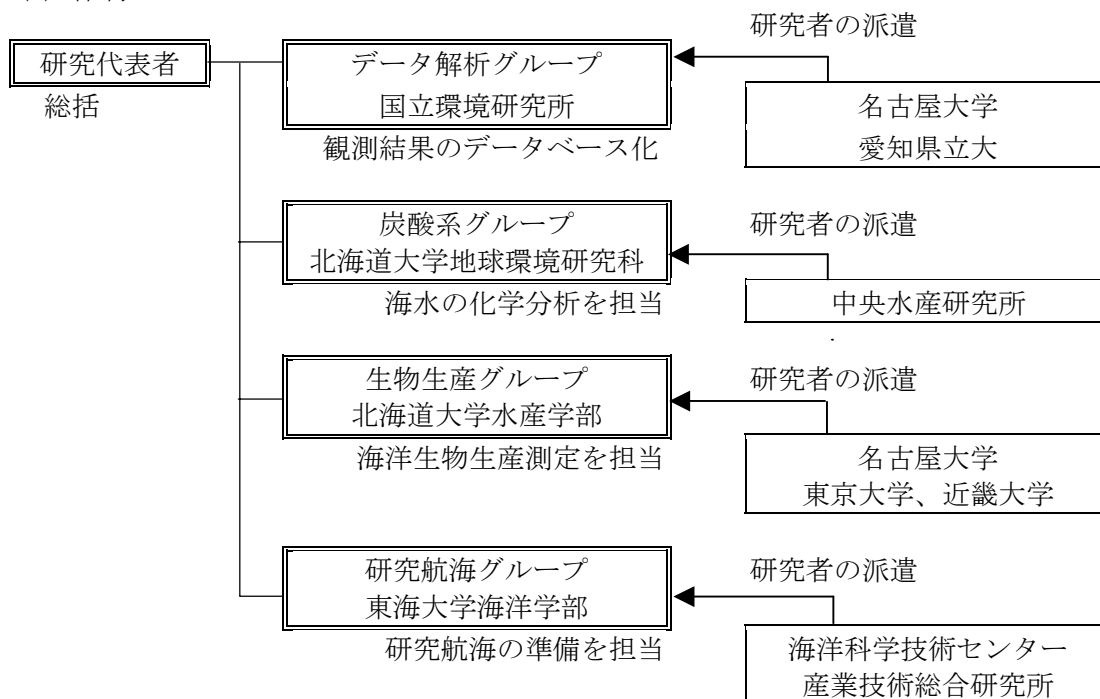 研究者の派遣
研究代表者
総括
データ解析グループ
国立環境研究所
観測結果のデータベース化
名古屋大学
愛知県立大
研究者の派遣
炭酸系グループ
北海道大学地球環境研究科
海水の化学分析を担当
中央水産研究所
研究者の派遣
生物生産グループ
北海道大学水産学部
海洋生物生産測定を担当
名古屋大学
東京大学、近畿大学
研究者の派遣
研究航海グループ
東海大学海洋学部
研究航海の準備を担当
海洋科学技術センター
産業技術総合研究所